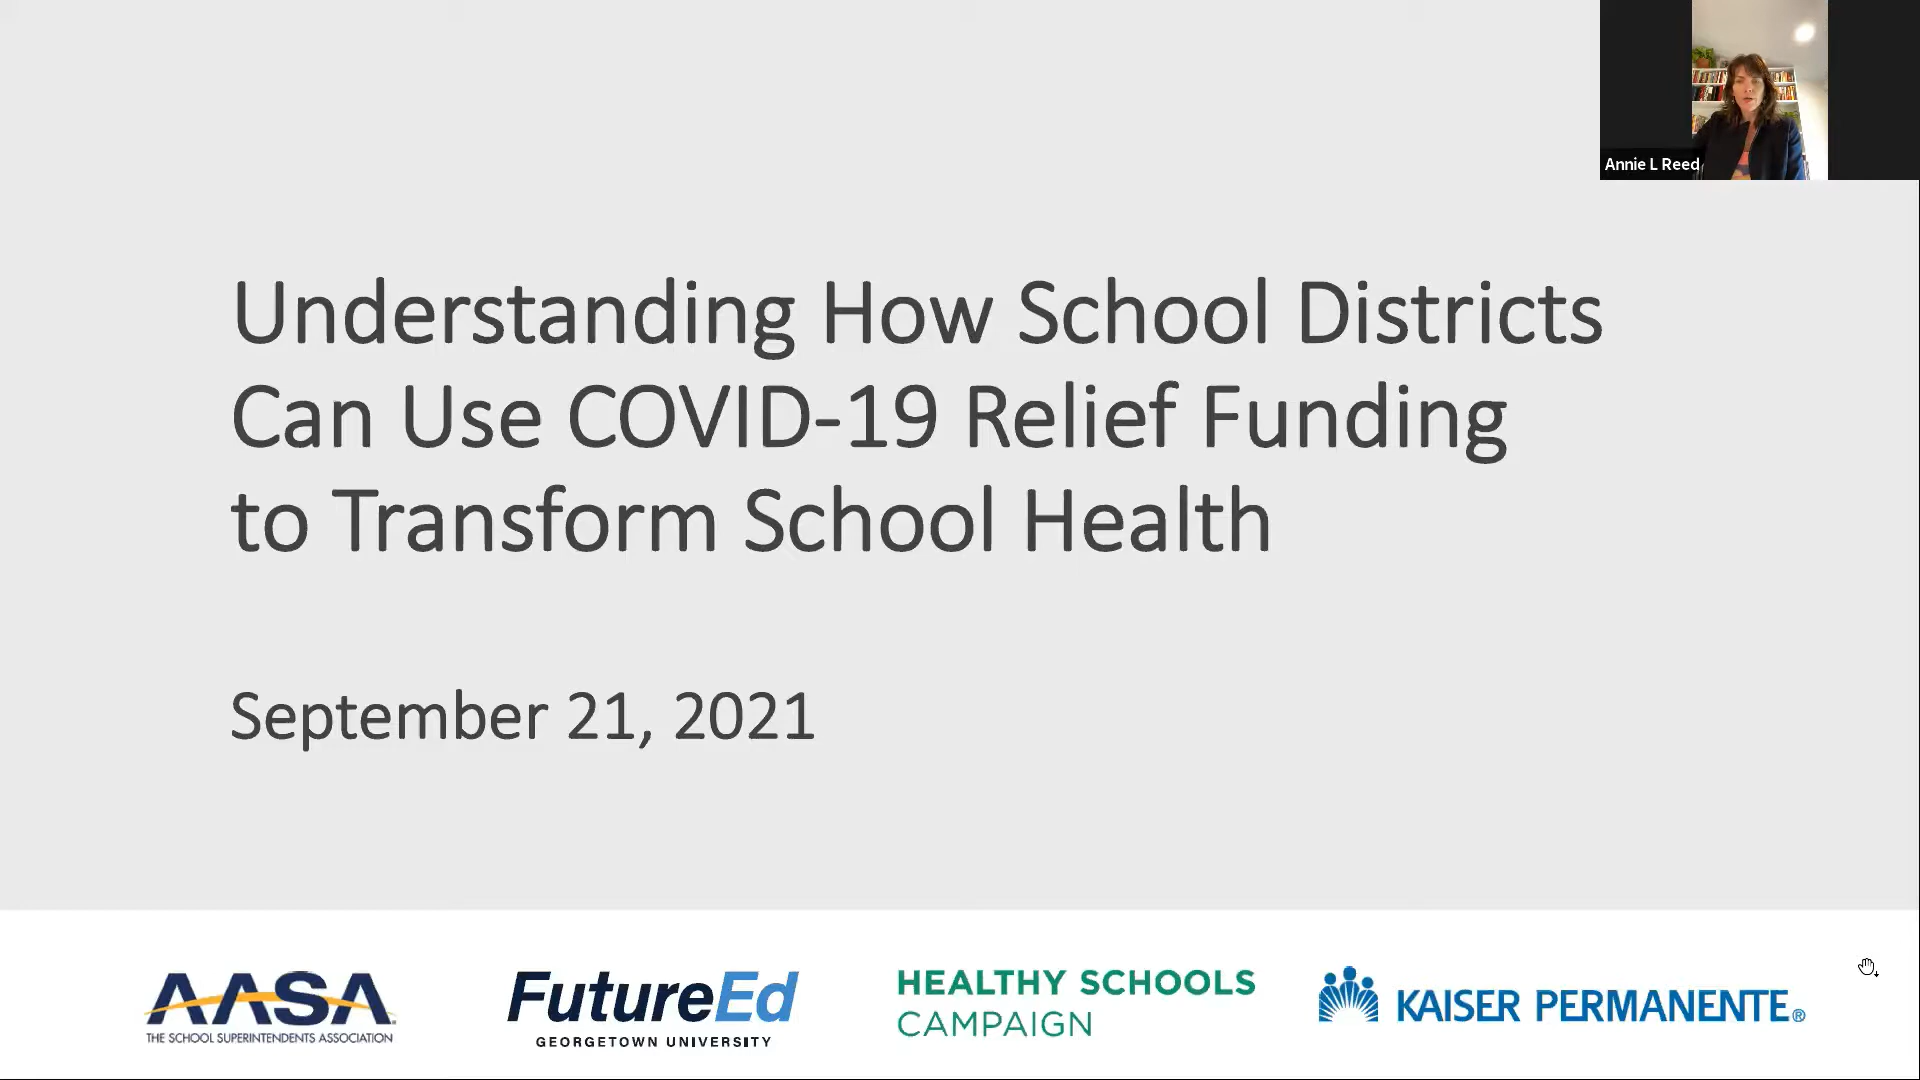 Annie L Reed
Understanding How School Districts
Can Use COVID-19 Relief Funding
to Transform School Health
September 21, 2021
AASA
THE SCHOOL SUPERINTENDENTS ASSOCIATION
FutureEd
GEORGETOWN UNIVERSITY
HEALTHY SCHOOLS
CAMPAIGN
KAISER PERMANENTE®